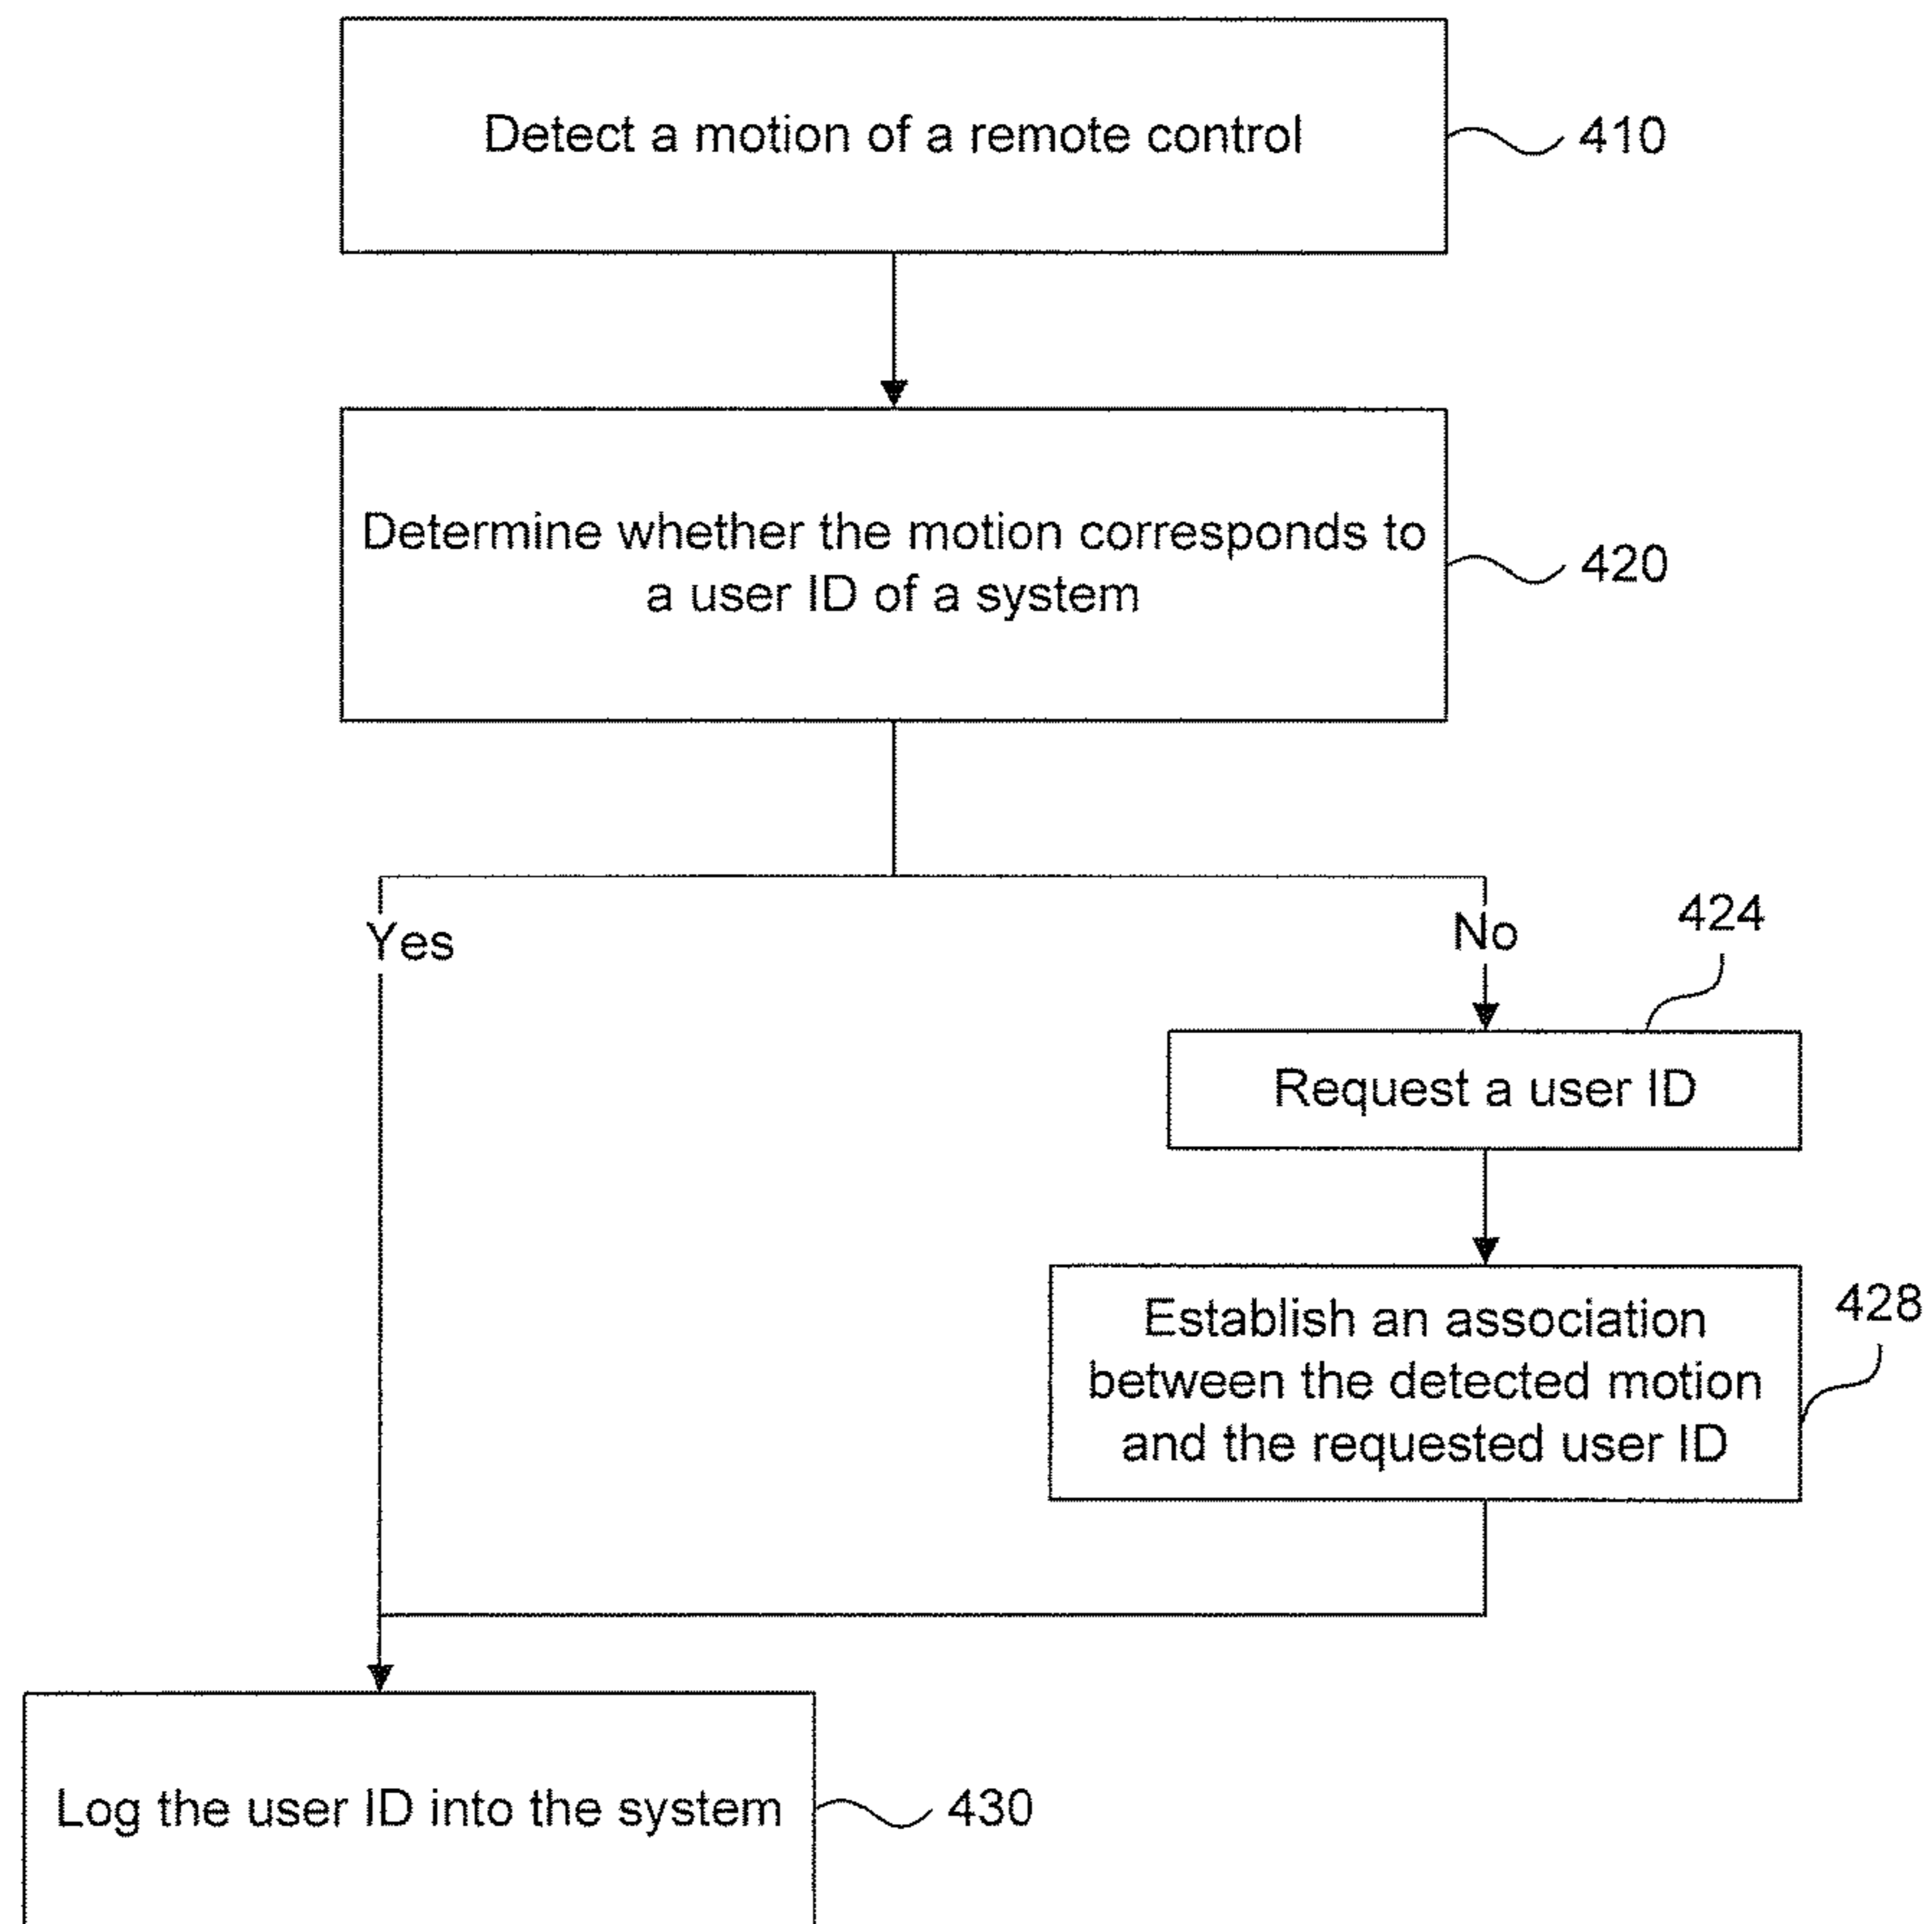 Detect a motion of a remote control
410
Determine whether the motion corresponds to
a user ID of a system
420
Yes
No
424
Request a user ID
Establish an association
between the detected motion
and the requested user ID
428
Log the user ID into the system
430